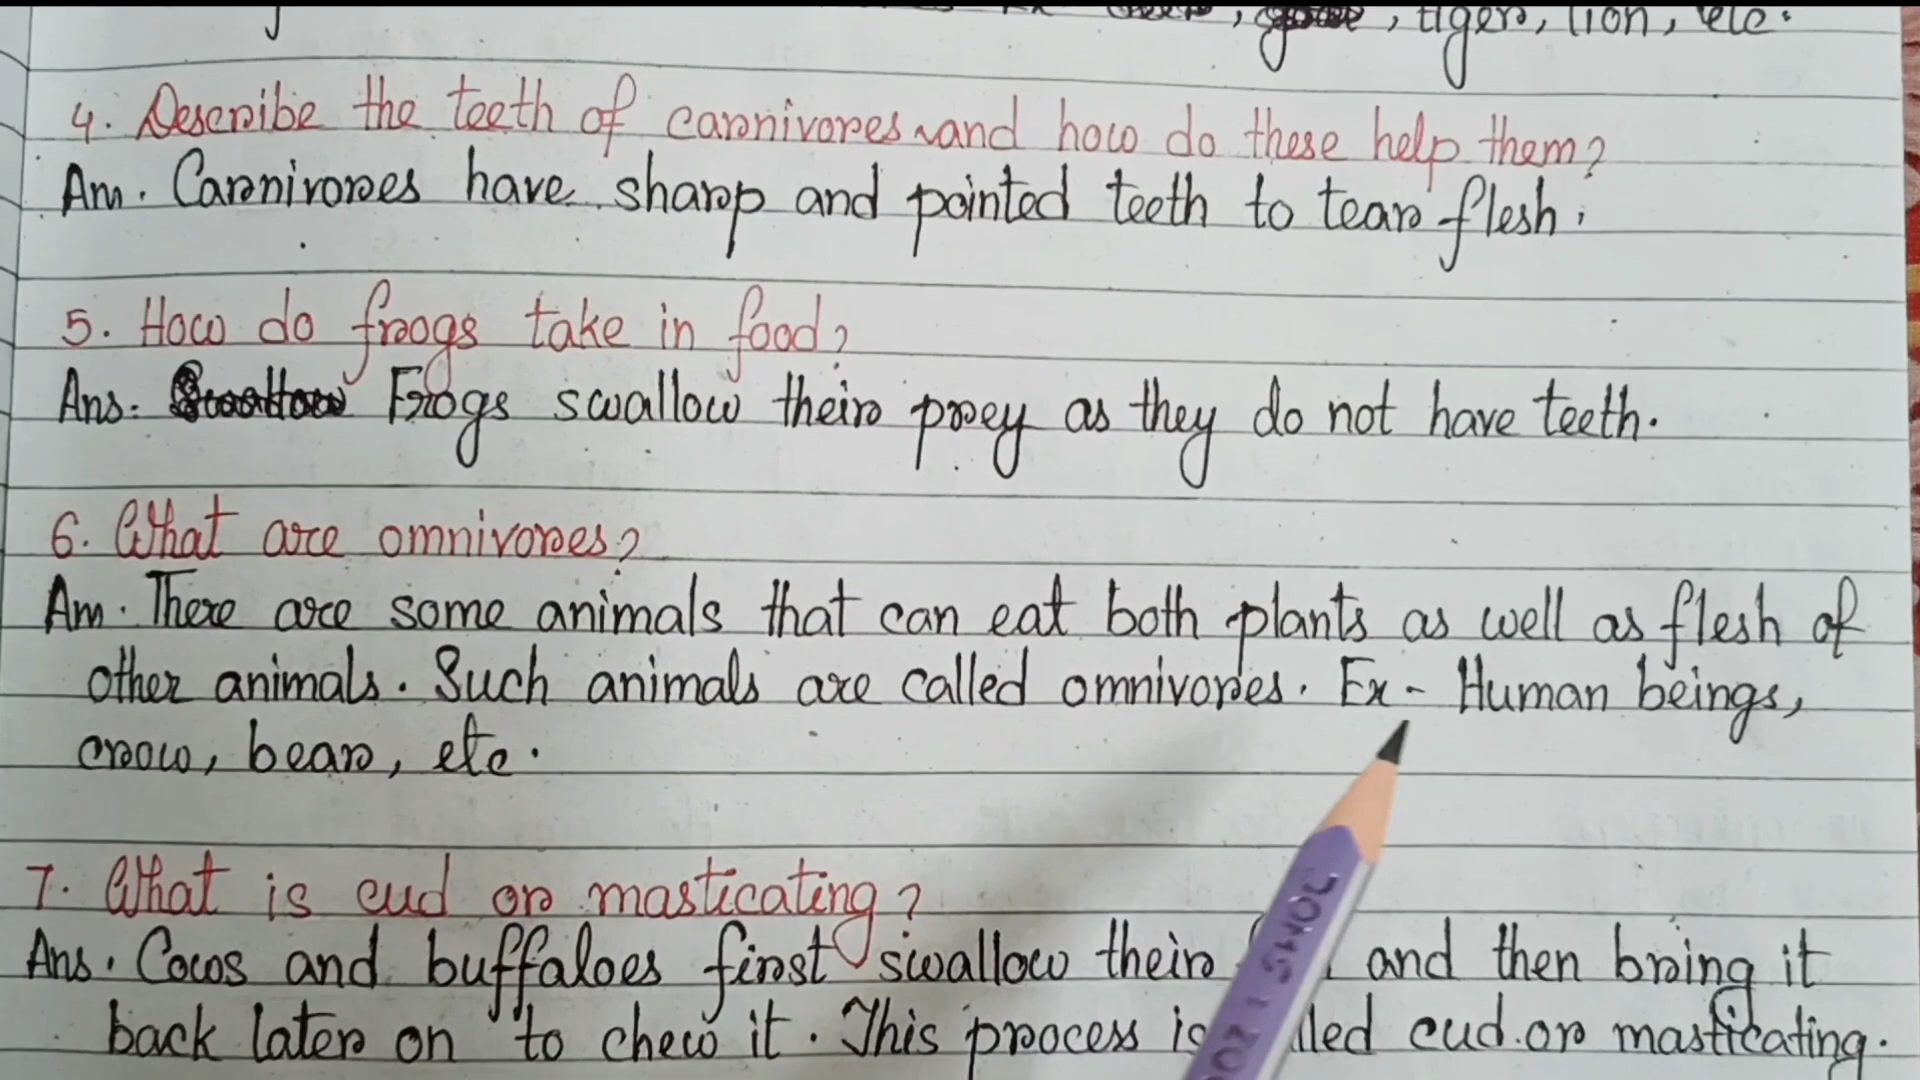 tigers, lion, etc.
4. Describe the teeth of carnivores and how do these help them?
Ans. Carnivores have sharp and pointed teeth to tear flesh.
5. How do frogs take in food?
Ans. Frogs swallow their prey as they do not have teeth.
6. What are omnivores?
Ans. There are some animals that can eat both plants as well as flesh of
other animals. Such animals are called omnivores. Ex - Human beings,
crow, bear, etc.
7. What is cud or masticating?
Ans. Cows and buffaloes first swallow their and then bring it
back later on to chew it. This process is cud or masticating.